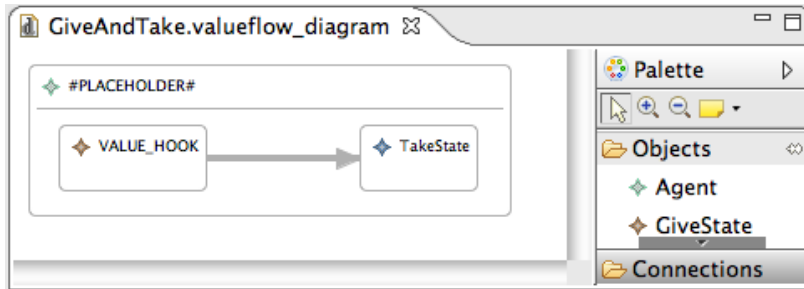 GiveAndTake.valueflow_diagram
#PLACEHOLDER#
VALUE_HOOK
TakeState
Palette
Objects
Agent
GiveState
Connections